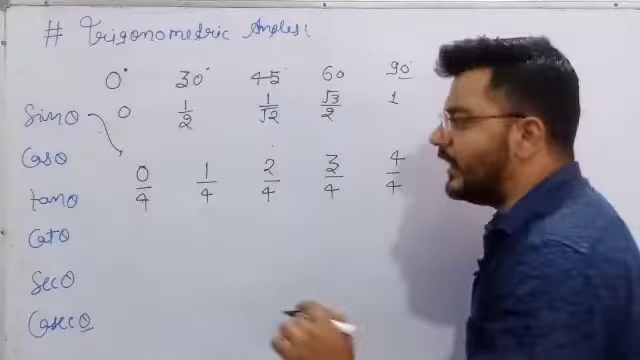 # Trigonometric Angles:
0° 30° 45° 60 90
Sinθ 0 1/2 1/√2 √3/2 1
Cosθ 0/4 1/4 2/4 3/4 4/4
tanθ
Cotθ
Secθ
Cosecθ